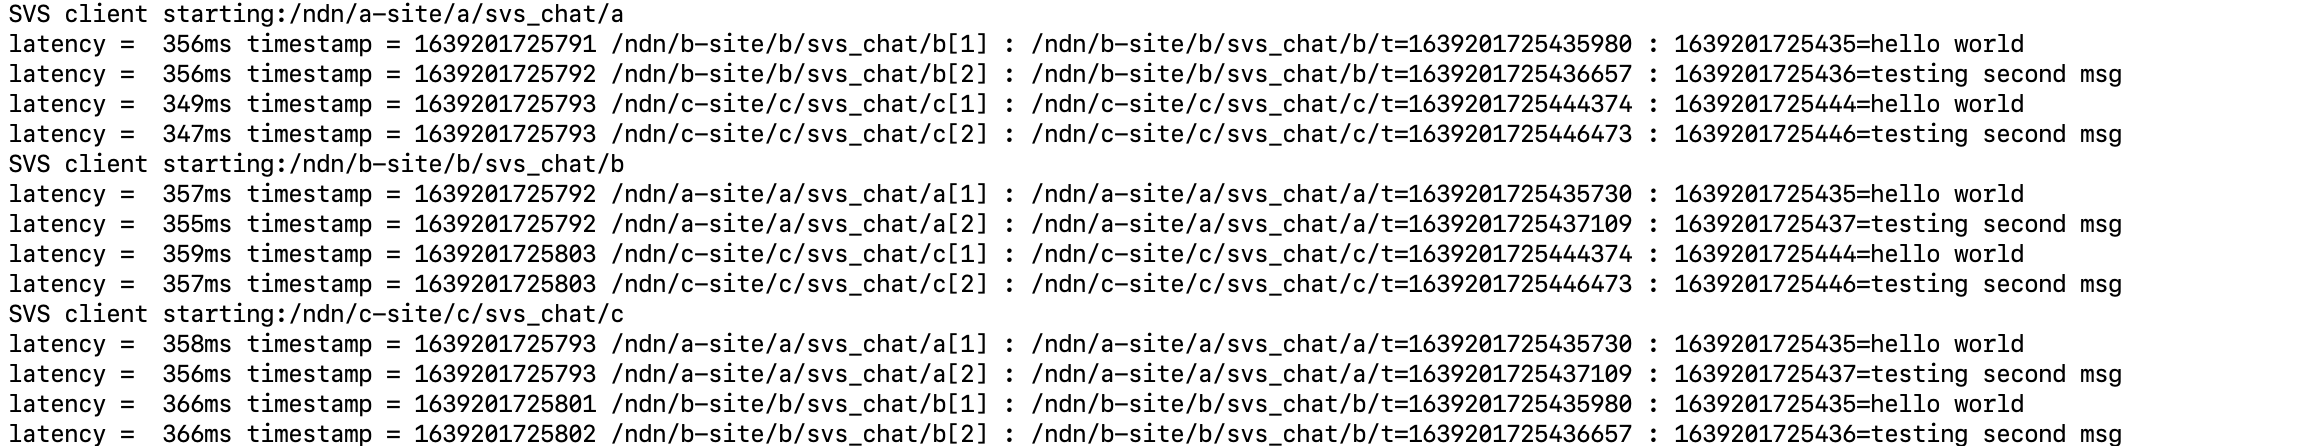 SVS client starting:/ndn/a-site/a/svs_chat/a
latency =  356ms timestamp = 1639201725791 /ndn/b-site/b/svs_chat/b[1] : /ndn/b-site/b/svs_chat/b/t=1639201725435980 : 1639201725435=hello world
latency =  356ms timestamp = 1639201725792 /ndn/b-site/b/svs_chat/b[2] : /ndn/b-site/b/svs_chat/b/t=1639201725436657 : 1639201725436=testing second msg
latency =  349ms timestamp = 1639201725793 /ndn/c-site/c/svs_chat/c[1] : /ndn/c-site/c/svs_chat/c/t=1639201725444374 : 1639201725444=hello world
latency =  347ms timestamp = 1639201725793 /ndn/c-site/c/svs_chat/c[2] : /ndn/c-site/c/svs_chat/c/t=1639201725446473 : 1639201725446=testing second msg
SVS client starting:/ndn/b-site/b/svs_chat/b
latency =  357ms timestamp = 1639201725792 /ndn/a-site/a/svs_chat/a[1] : /ndn/a-site/a/svs_chat/a/t=1639201725435730 : 1639201725435=hello world
latency =  355ms timestamp = 1639201725792 /ndn/a-site/a/svs_chat/a[2] : /ndn/a-site/a/svs_chat/a/t=1639201725437109 : 1639201725437=testing second msg
latency =  359ms timestamp = 1639201725803 /ndn/c-site/c/svs_chat/c[1] : /ndn/c-site/c/svs_chat/c/t=1639201725444374 : 1639201725444=hello world
latency =  357ms timestamp = 1639201725803 /ndn/c-site/c/svs_chat/c[2] : /ndn/c-site/c/svs_chat/c/t=1639201725446473 : 1639201725446=testing second msg
SVS client starting:/ndn/c-site/c/svs_chat/c
latency =  358ms timestamp = 1639201725793 /ndn/a-site/a/svs_chat/a[1] : /ndn/a-site/a/svs_chat/a/t=1639201725435730 : 1639201725435=hello world
latency =  356ms timestamp = 1639201725793 /ndn/a-site/a/svs_chat/a[2] : /ndn/a-site/a/svs_chat/a/t=1639201725437109 : 1639201725437=testing second msg
latency =  366ms timestamp = 1639201725801 /ndn/b-site/b/svs_chat/b[1] : /ndn/b-site/b/svs_chat/b/t=1639201725435980 : 1639201725435=hello world
latency =  366ms timestamp = 1639201725802 /ndn/b-site/b/svs_chat/b[2] : /ndn/b-site/b/svs_chat/b/t=1639201725436657 : 1639201725436=testing second msg